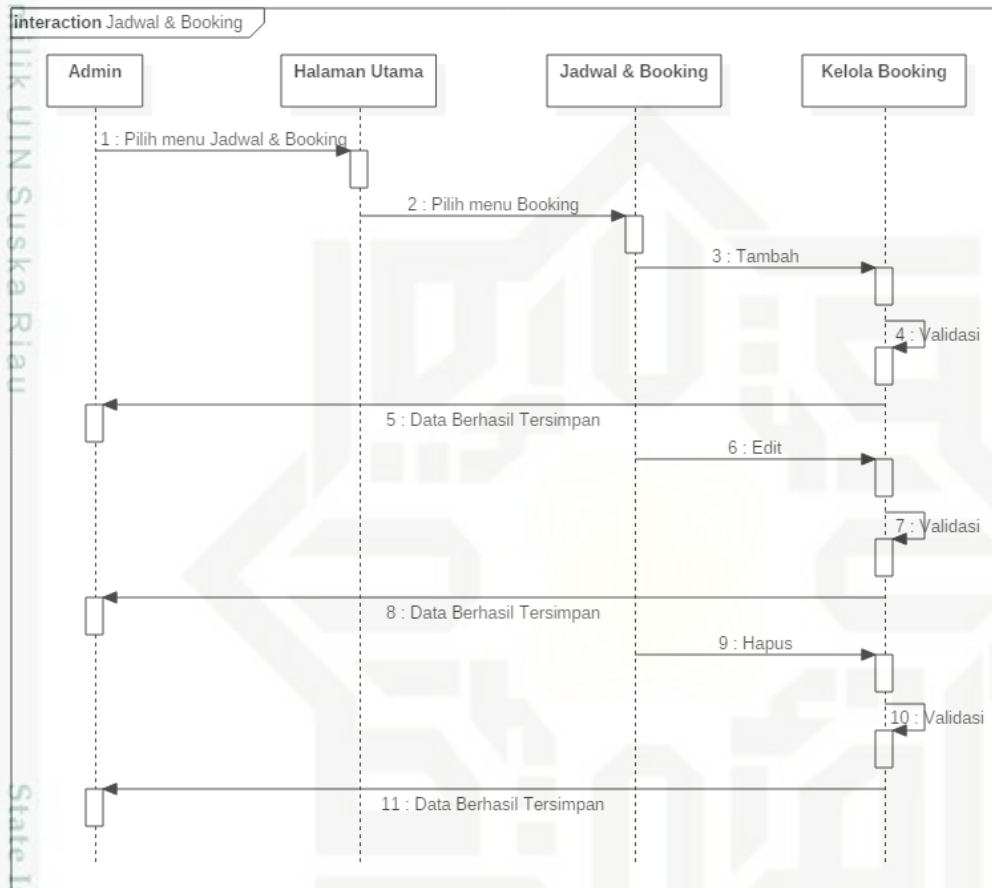 interaction Jadwal & Booking
Admin
Halaman Utama
Jadwal & Booking
Kelola Booking
1 : Pilih menu Jadwal & Booking
2 : Pilih menu Booking
3 : Tambah
4 : Validasi
5 : Data Berhasil Tersimpan
6 : Edit
7 : Validasi
8 : Data Berhasil Tersimpan
9 : Hapus
10 : Validasi
11 : Data Berhasil Tersimpan
milik UIN Suska Riau
State